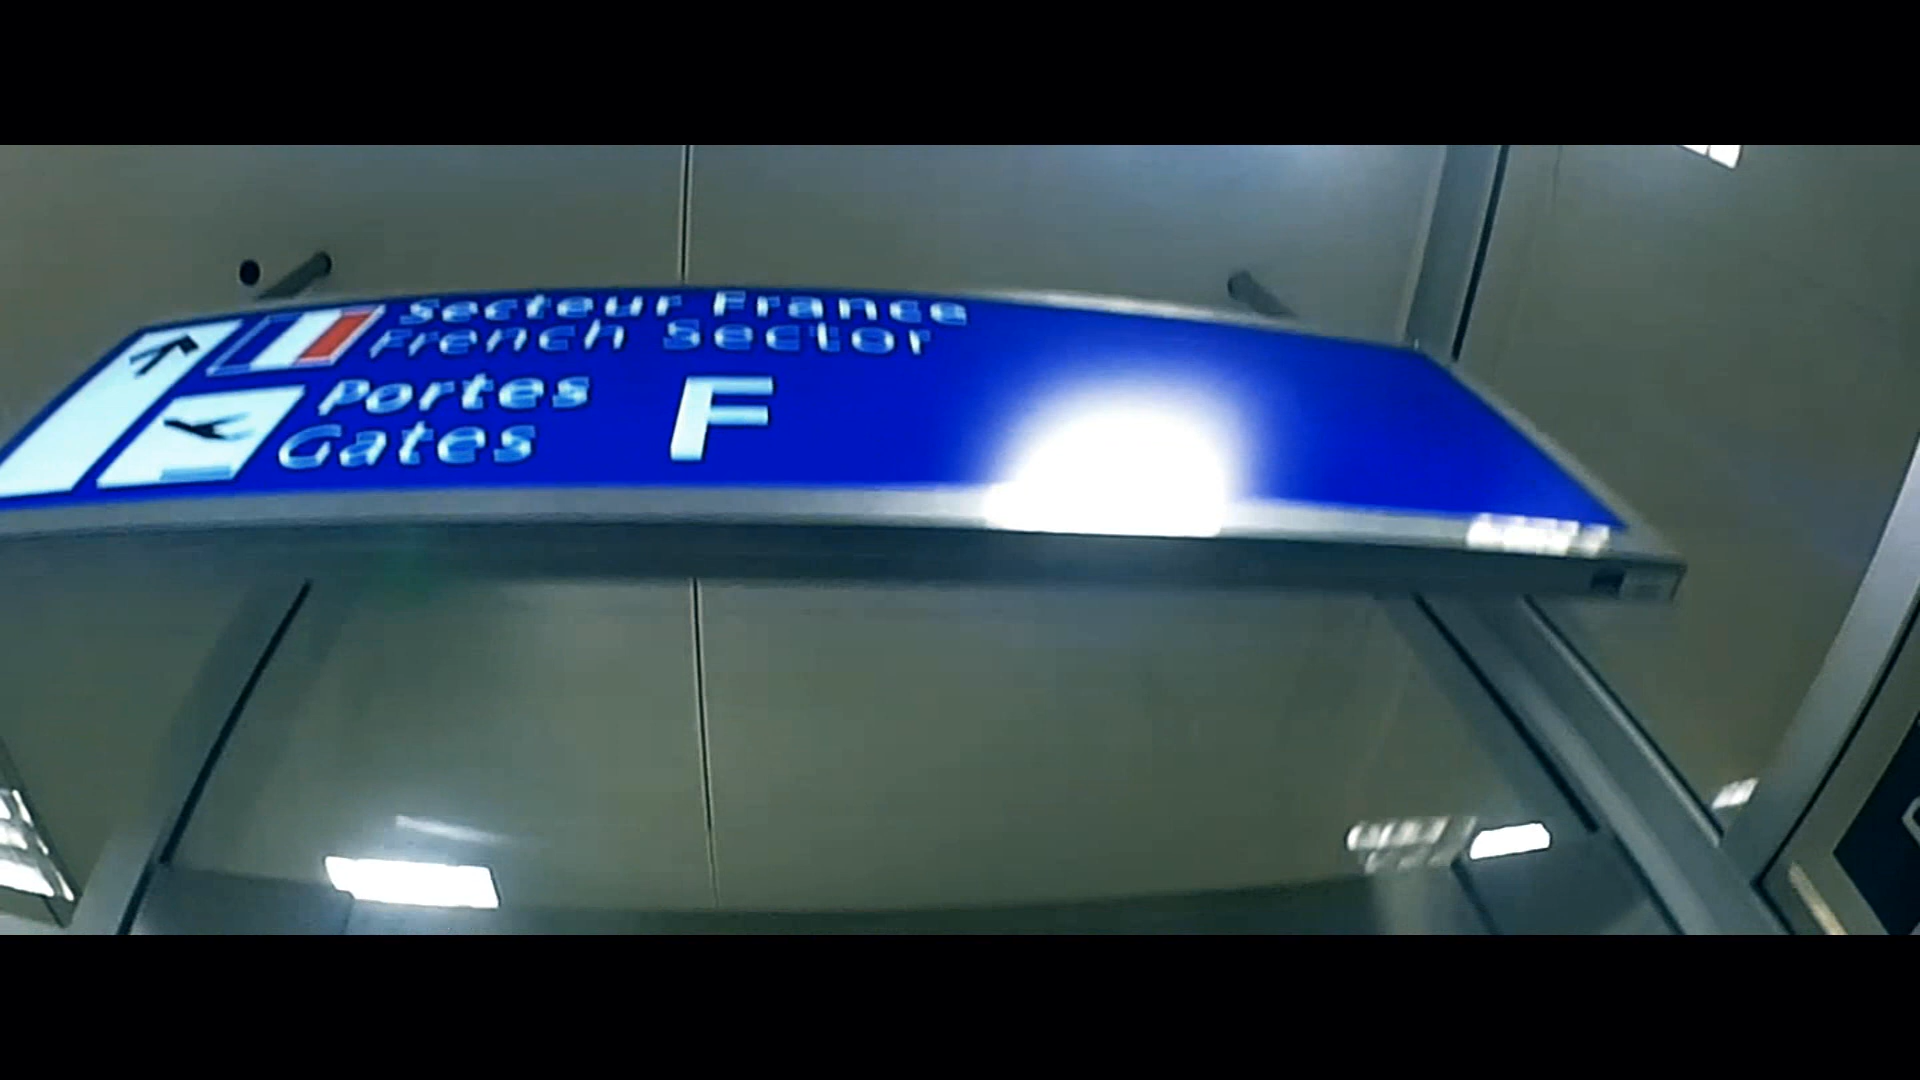 Secteur France
French Sector
Portes
Gates
F